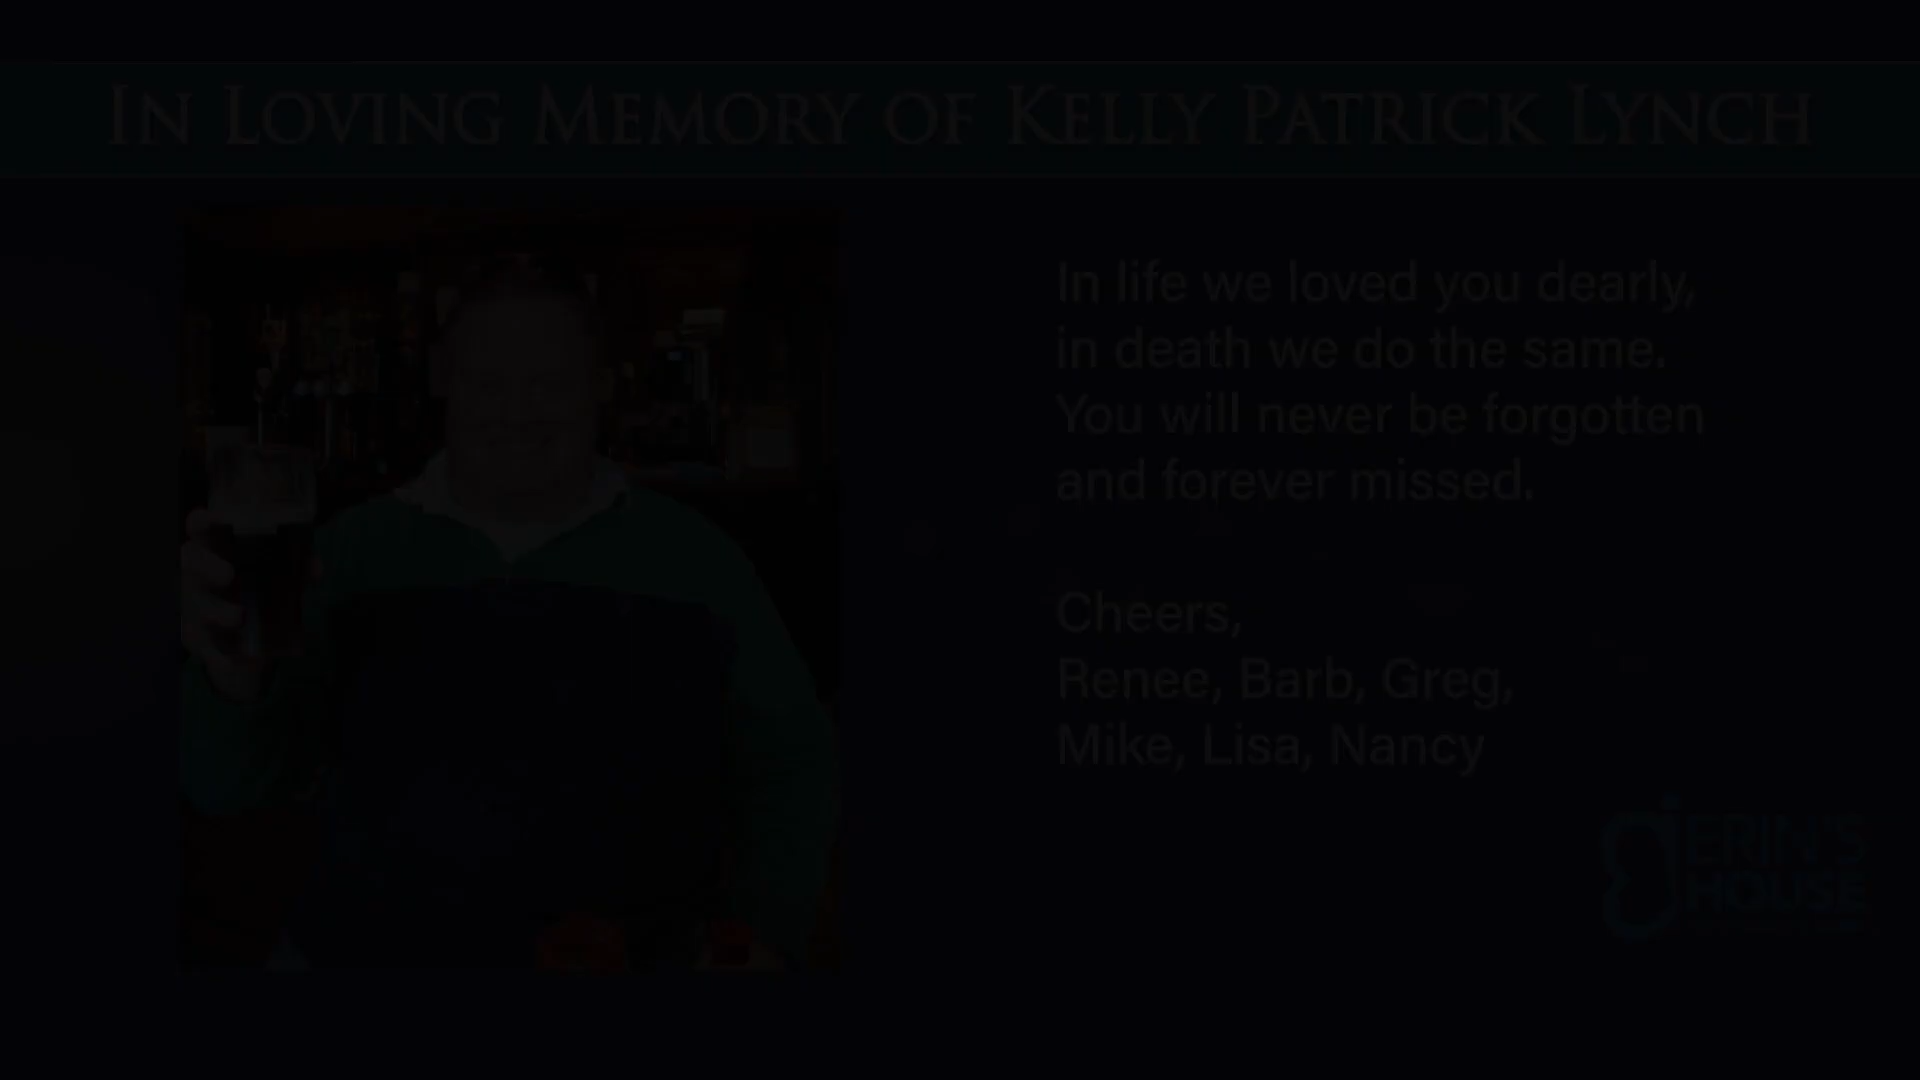 In Loving Memory of Kelly Patrick Lynch
In life we loved you dearly,
in death we do the same.
You will never be forgotten
and forever missed.
Cheers,
Renee, Barb, Greg,
Mike, Lisa, Nancy
ERIN'S
HOUSE